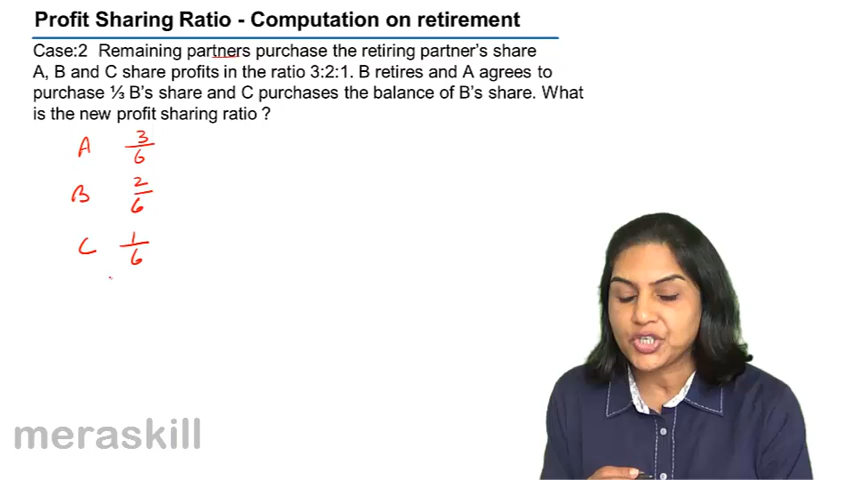 Profit Sharing Ratio - Computation on retirement
Case:2 Remaining partners purchase the retiring partner's share
A, B and C share profits in the ratio 3:2:1. B retires and A agrees to
purchase ⅓ B's share and C purchases the balance of B's share. What
is the new profit sharing ratio ?
A 3/6
B 2/6
C 1/6
meraskill